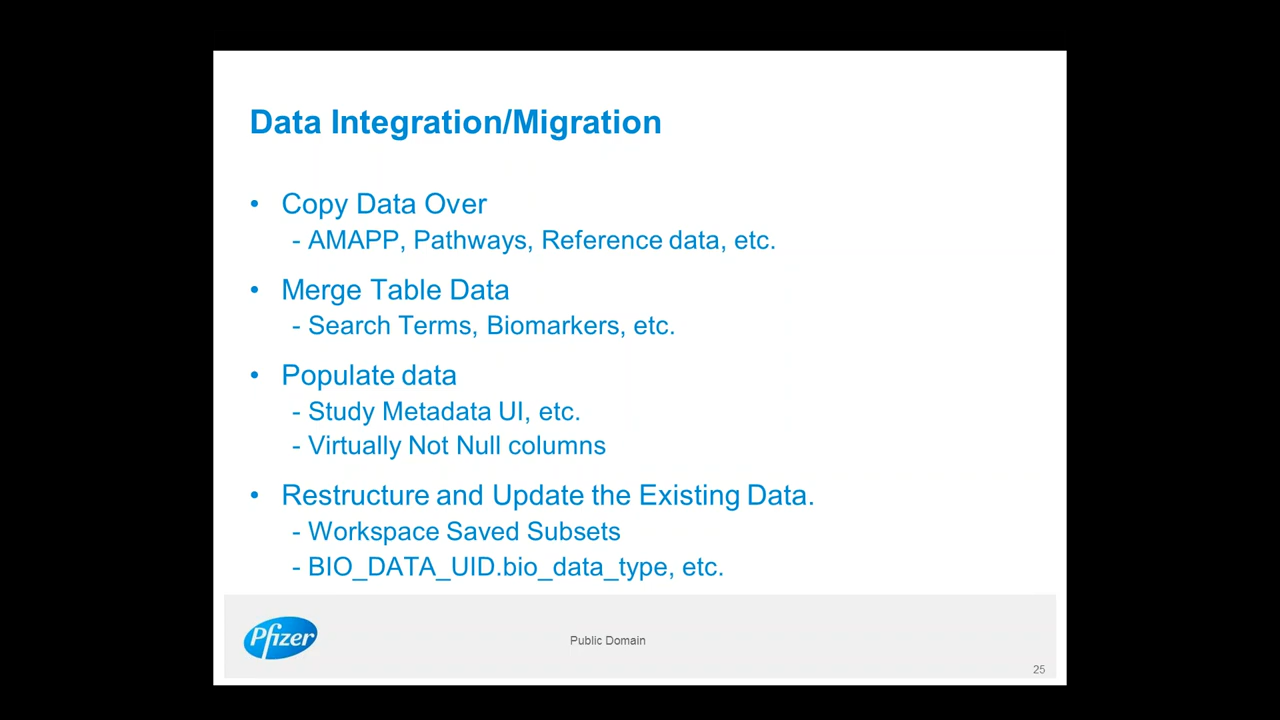 Data Integration/Migration
• Copy Data Over
- AMAPP, Pathways, Reference data, etc.
• Merge Table Data
- Search Terms, Biomarkers, etc.
• Populate data
- Study Metadata UI, etc.
- Virtually Not Null columns
• Restructure and Update the Existing Data.
- Workspace Saved Subsets
- BIO_DATA_UID.bio_data_type, etc.
Pfizer
Public Domain
25